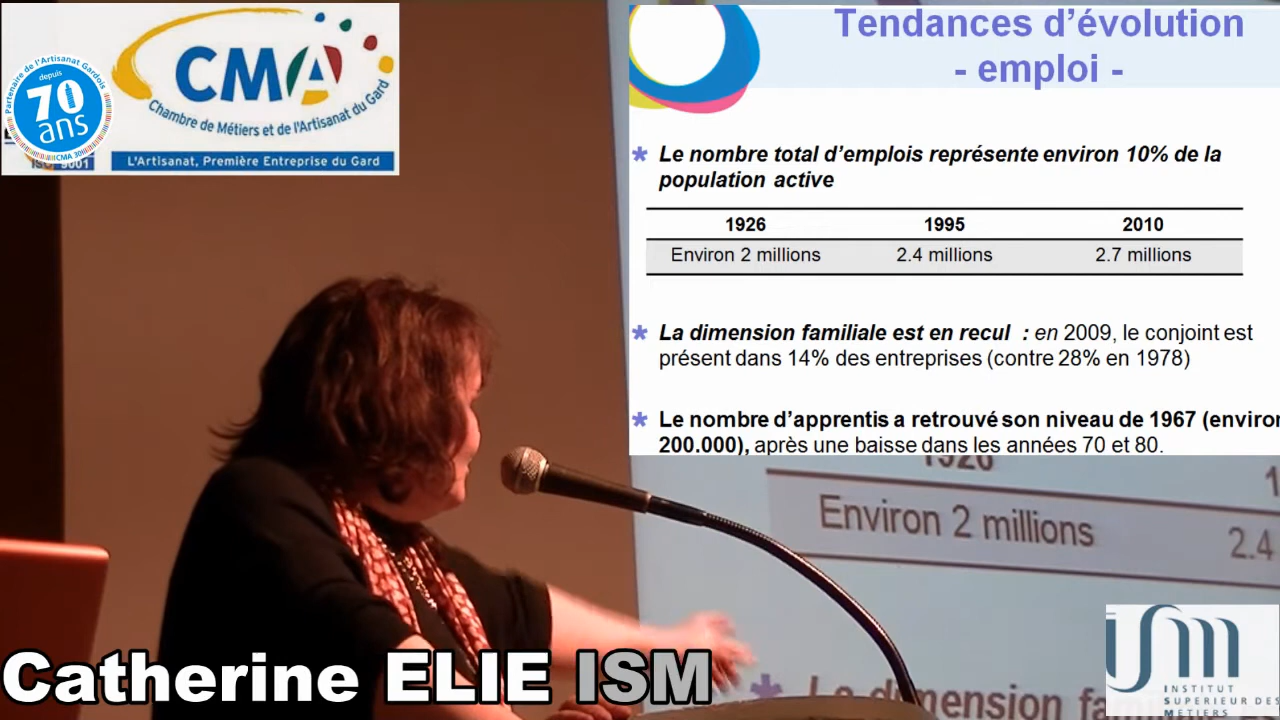 Partenaire de l'Artisanat Gardois
depuis
70
ans
CMA 30
ISO 9001
CMA
Chambre de Métiers et de l'Artisanat du Gard
L'Artisanat, Première Entreprise du Gard
Tendances d'évolution
- emploi -
* Le nombre total d'emplois représente environ 10% de la
population active
1926 1995 2010
Environ 2 millions 2.4 millions 2.7 millions
* La dimension familiale est en recul : en 2009, le conjoint est
présent dans 14% des entreprises (contre 28% en 1978)
* Le nombre d'apprentis a retrouvé son niveau de 1967 (environ
200.000), après une baisse dans les années 70 et 80.
1926 1
Environ 2 millions 2.4
* La dimension fam
Catherine ELIE ISM
ism
INSTITUT
SUPERIEUR DES
METIERS